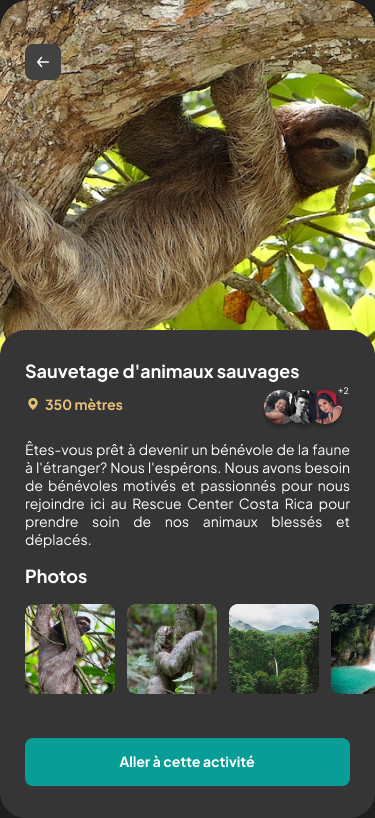 Sauvetage d'animaux sauvages
350 mètres
+2
Êtes-vous prêt à devenir un bénévole de la faune
à l'étranger? Nous l'espérons. Nous avons besoin
de bénévoles motivés et passionnés pour nous
rejoindre ici au Rescue Center Costa Rica pour
prendre soin de nos animaux blessés et
déplacés.
Photos
Aller à cette activité